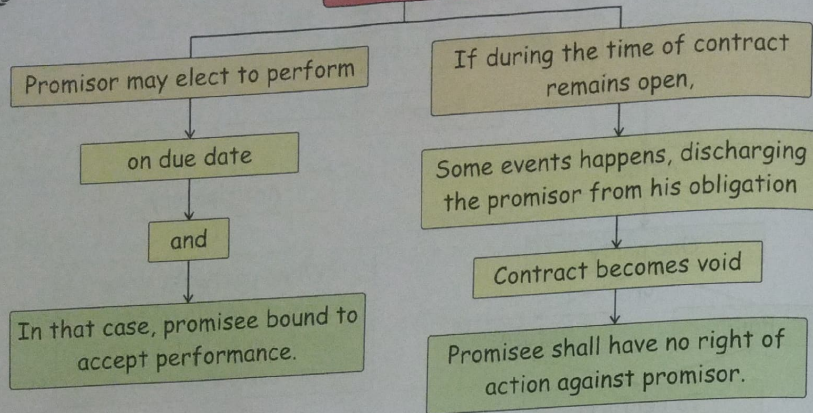 Promisor may elect to perform
on due date
and
In that case, promisee bound to
accept performance.
If during the time of contract
remains open,
Some events happens, discharging
the promisor from his obligation
Contract becomes void
Promisee shall have no right of
action against promisor.